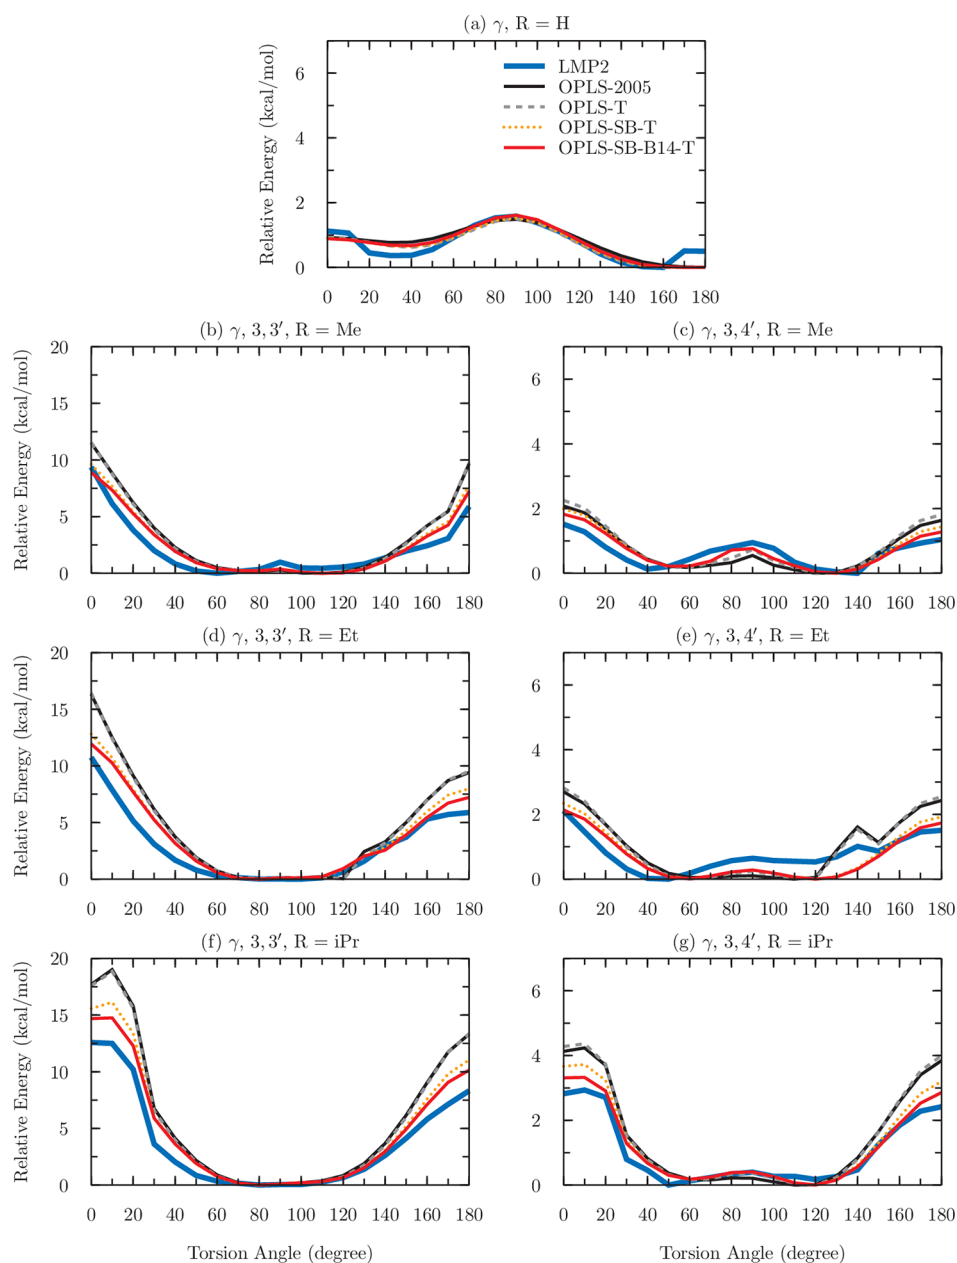 (a) γ, R = H
Relative Energy (kcal/mol)
6
4
2
0
LMP2
OPLS-2005
OPLS-T
OPLS-SB-T
OPLS-SB-B14-T
0 20 40 60 80 100 120 140 160 180
(b) γ, 3,3′, R = Me
Relative Energy (kcal/mol)
20
15
10
5
0
0 20 40 60 80 100 120 140 160 180
(c) γ, 3,4′, R = Me
6
4
2
0
0 20 40 60 80 100 120 140 160 180
(d) γ, 3,3′, R = Et
Relative Energy (kcal/mol)
20
15
10
5
0
0 20 40 60 80 100 120 140 160 180
(e) γ, 3,4′, R = Et
6
4
2
0
0 20 40 60 80 100 120 140 160 180
(f) γ, 3,3′, R = iPr
Relative Energy (kcal/mol)
20
15
10
5
0
0 20 40 60 80 100 120 140 160 180
Torsion Angle (degree)
(g) γ, 3,4′, R = iPr
6
4
2
0
0 20 40 60 80 100 120 140 160 180
Torsion Angle (degree)